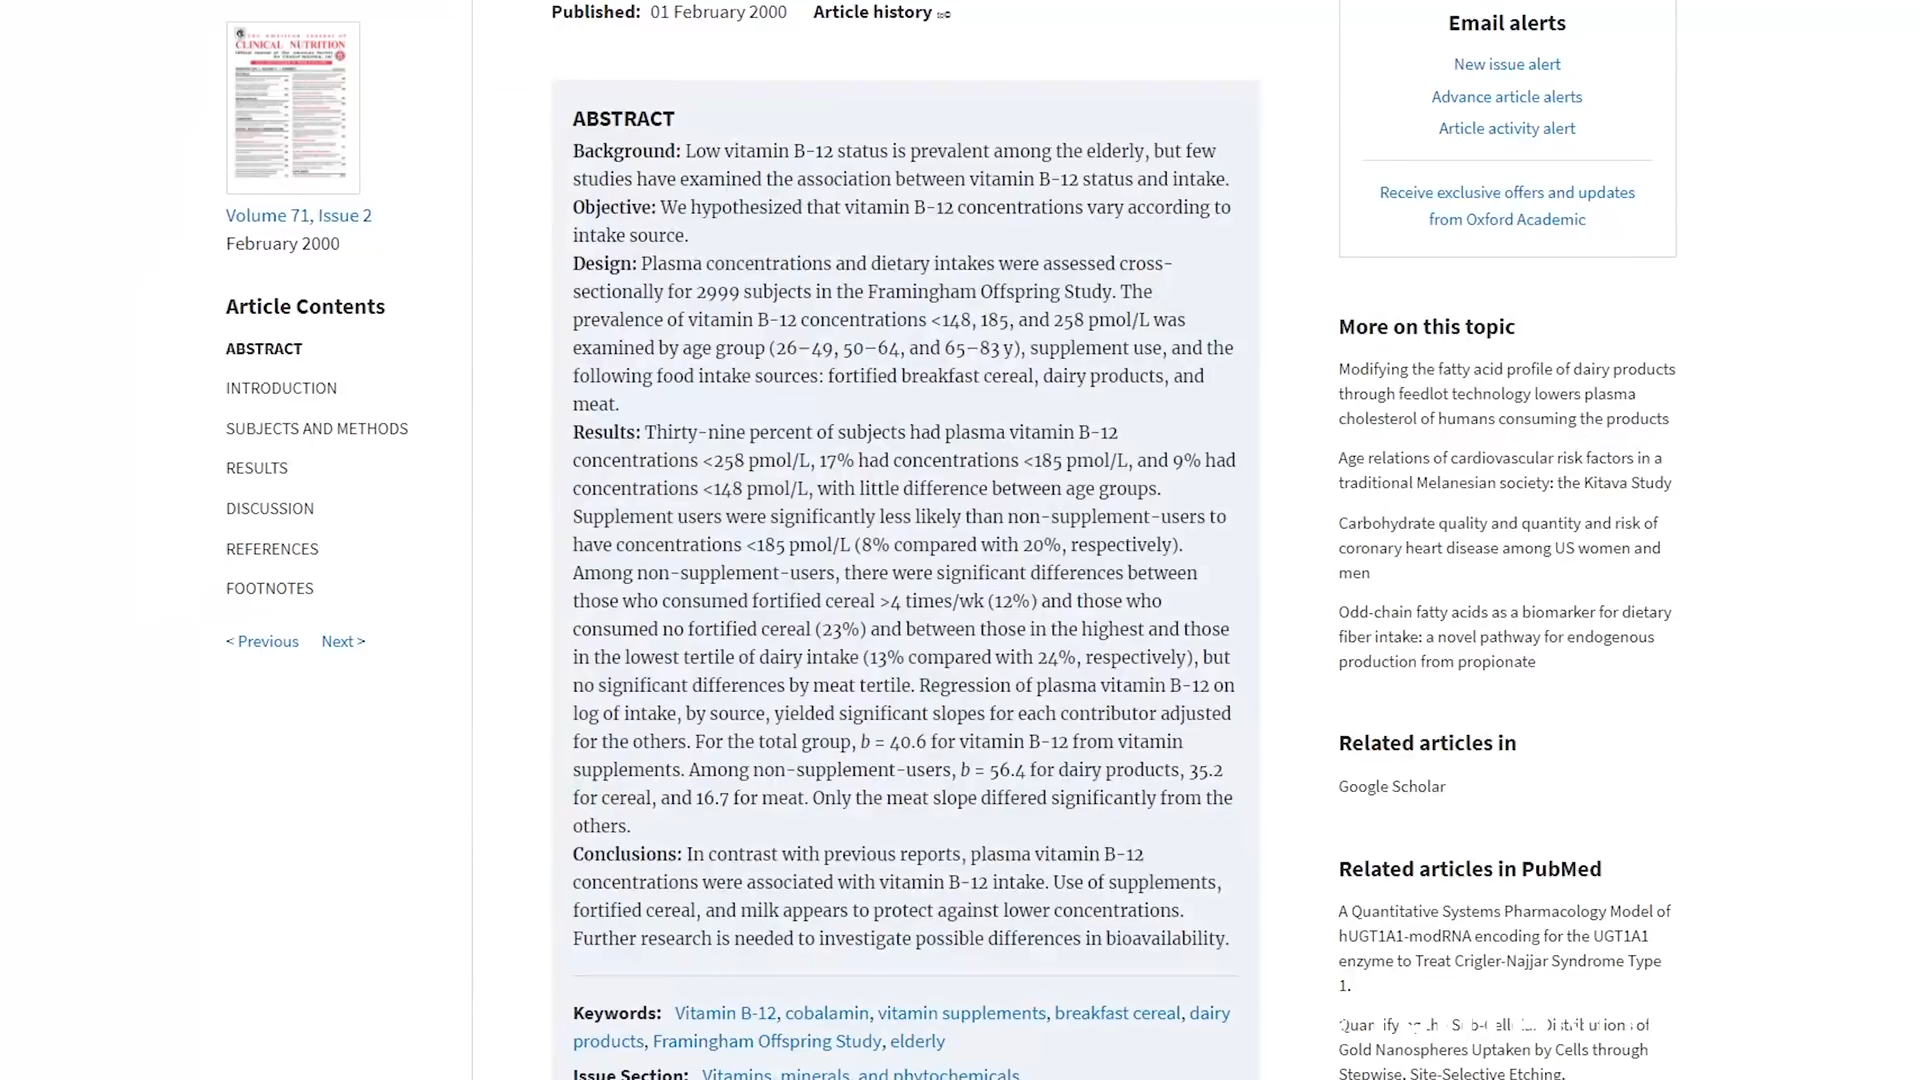 Published: 01 February 2000 Article history
CLINICAL NUTRITION
Volume 71, Issue 2
February 2000
Article Contents
ABSTRACT
INTRODUCTION
SUBJECTS AND METHODS
RESULTS
DISCUSSION
REFERENCES
FOOTNOTES
< Previous Next >
ABSTRACT
Background: Low vitamin B-12 status is prevalent among the elderly, but few
studies have examined the association between vitamin B-12 status and intake.
Objective: We hypothesized that vitamin B-12 concentrations vary according to
intake source.
Design: Plasma concentrations and dietary intakes were assessed cross-
sectionally for 2999 subjects in the Framingham Offspring Study. The
prevalence of vitamin B-12 concentrations <148, 185, and 258 pmol/L was
examined by age group (26–49, 50–64, and 65–83 y), supplement use, and the
following food intake sources: fortified breakfast cereal, dairy products, and
meat.
Results: Thirty-nine percent of subjects had plasma vitamin B-12
concentrations <258 pmol/L, 17% had concentrations <185 pmol/L, and 9% had
concentrations <148 pmol/L, with little difference between age groups.
Supplement users were significantly less likely than non-supplement-users to
have concentrations <185 pmol/L (8% compared with 20%, respectively).
Among non-supplement-users, there were significant differences between
those who consumed fortified cereal >4 times/wk (12%) and those who
consumed no fortified cereal (23%) and between those in the highest and those
in the lowest tertile of dairy intake (13% compared with 24%, respectively), but
no significant differences by meat tertile. Regression of plasma vitamin B-12 on
log of intake, by source, yielded significant slopes for each contributor adjusted
for the others. For the total group, b = 40.6 for vitamin B-12 from vitamin
supplements. Among non-supplement-users, b = 56.4 for dairy products, 35.2
for cereal, and 16.7 for meat. Only the meat slope differed significantly from the
others.
Conclusions: In contrast with previous reports, plasma vitamin B-12
concentrations were associated with vitamin B-12 intake. Use of supplements,
fortified cereal, and milk appears to protect against lower concentrations.
Further research is needed to investigate possible differences in bioavailability.
Keywords: Vitamin B-12, cobalamin, vitamin supplements, breakfast cereal, dairy
products, Framingham Offspring Study, elderly
Issue Section: Vitamins, minerals, and phytochemicals
Email alerts
New issue alert
Advance article alerts
Article activity alert
Receive exclusive offers and updates
from Oxford Academic
More on this topic
Modifying the fatty acid profile of dairy products
through feedlot technology lowers plasma
cholesterol of humans consuming the products
Age relations of cardiovascular risk factors in a
traditional Melanesian society: the Kitava Study
Carbohydrate quality and quantity and risk of
coronary heart disease among US women and
men
Odd-chain fatty acids as a biomarker for dietary
fiber intake: a novel pathway for endogenous
production from propionate
Related articles in
Google Scholar
Related articles in PubMed
A Quantitative Systems Pharmacology Model of
hUGT1A1-modRNA encoding for the UGT1A1
enzyme to Treat Crigler-Najjar Syndrome Type
1.
of
Gold Nanospheres Uptaken by Cells through
Stepwise, Site-Selective Etching.